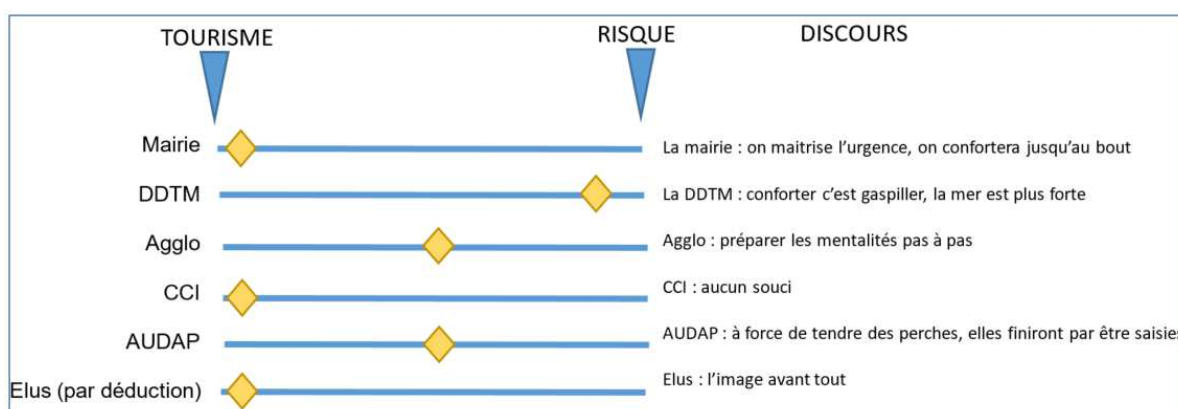 TOURISME RISQUE DISCOURS
Mairie La mairie : on maitrise l'urgence, on confortera jusqu'au bout
DDTM La DDTM : conforter c'est gaspiller, la mer est plus forte
Agglo Agglo : préparer les mentalités pas à pas
CCI CCI : aucun souci
AUDAP AUDAP : à force de tendre des perches, elles finiront par être saisies
Elus (par déduction) Elus : l'image avant tout